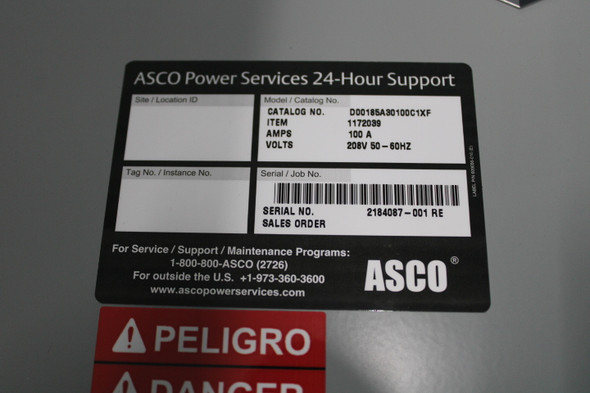 ASCO Power Services 24-Hour Support
Site / Location ID
Model / Catalog No.
CATALOG NO. D00185A30100C1XF
ITEM 1172039
AMPS 100 A
VOLTS 208V 50-60HZ
Tag No. / Instance No.
Serial / Job No.
SERIAL NO. 2184087-001 RE
SALES ORDER
For Service / Support / Maintenance Programs:
1-800-800-ASCO (2726)
For outside the U.S. +1-973-360-3600
www.ascopowerservices.com
ASCO®
PELIGRO
DANGER